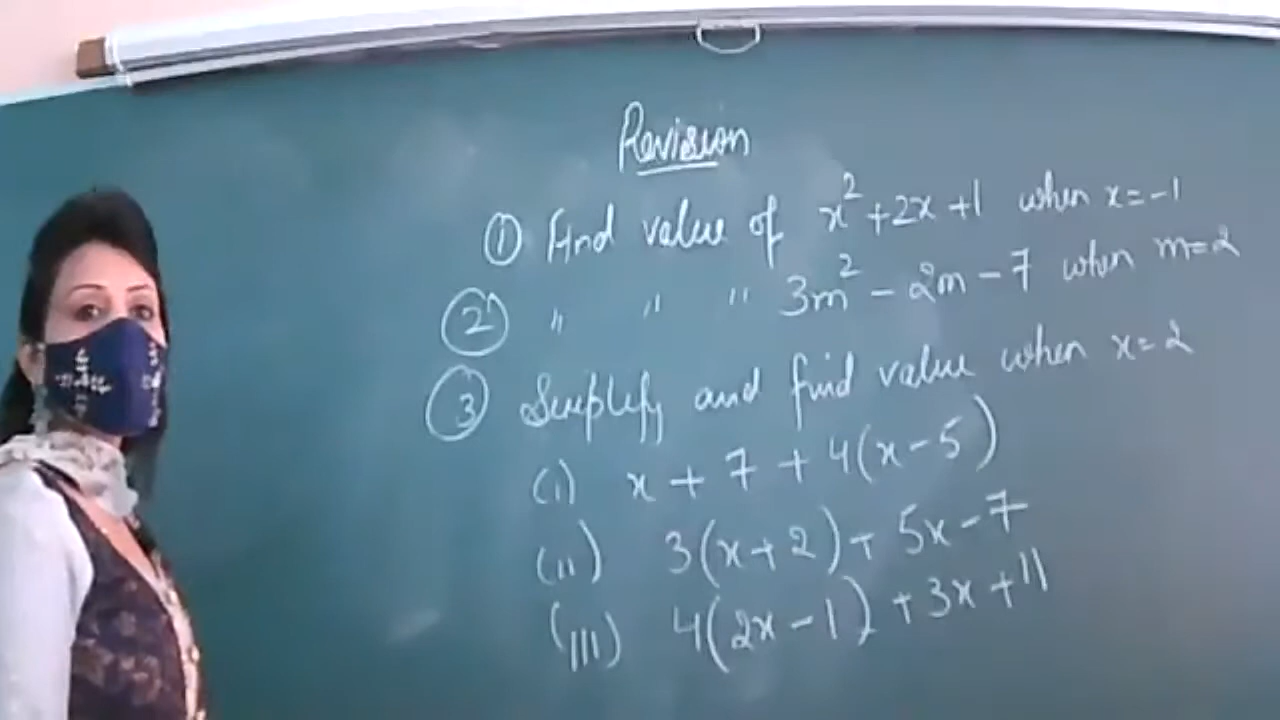 Revision
① Find value of x² + 2x + 1 when x = -1
② " " " 3m² - 2m - 7 when m = 2
③ Simplify and find value when x = 2
(i) x + 7 + 4(x - 5)
(ii) 3(x + 2) + 5x - 7
(iii) 4(2x - 1) + 3x + 11